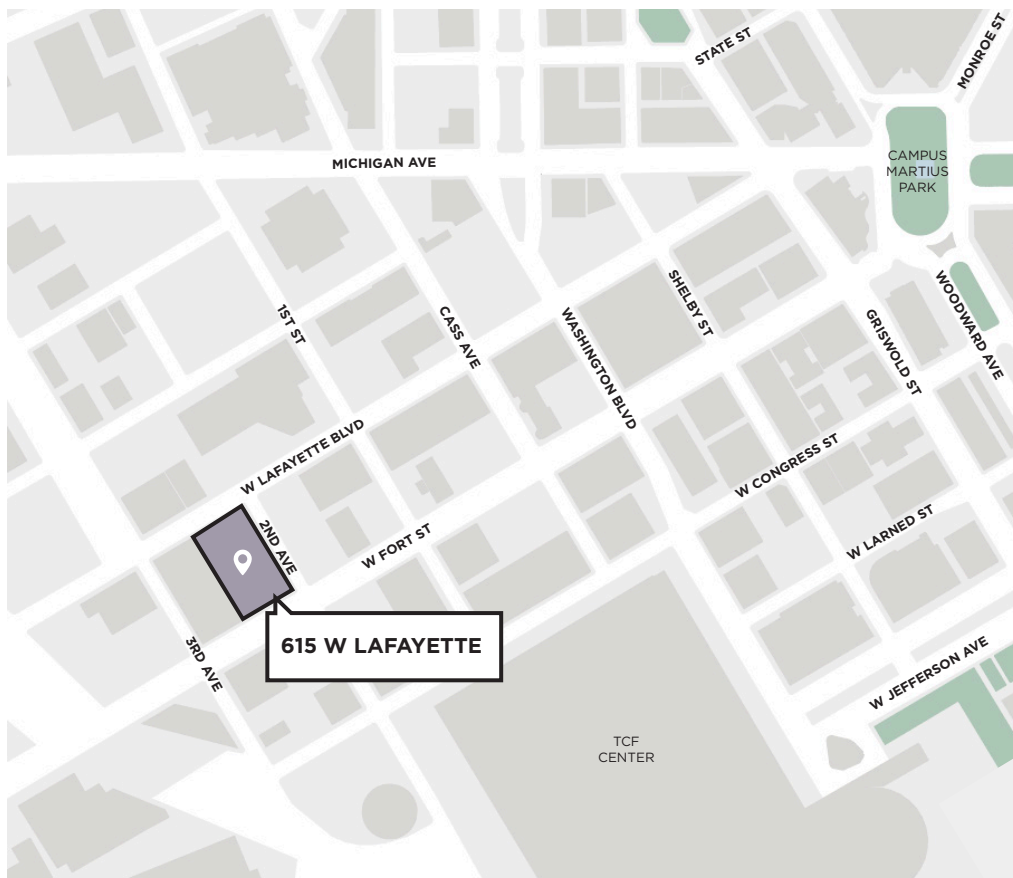 STATE ST
MONROE ST
MICHIGAN AVE
CAMPUS
MARTIUS
PARK
1ST ST
CASS AVE
WASHINGTON BLVD
SHELBY ST
GRISWOLD ST
WOODWARD AVE
W LAFAYETTE BLVD
W CONGRESS ST
2ND AVE
W FORT ST
W LARNED ST
615 W LAFAYETTE
3RD AVE
W JEFFERSON AVE
TCF
CENTER